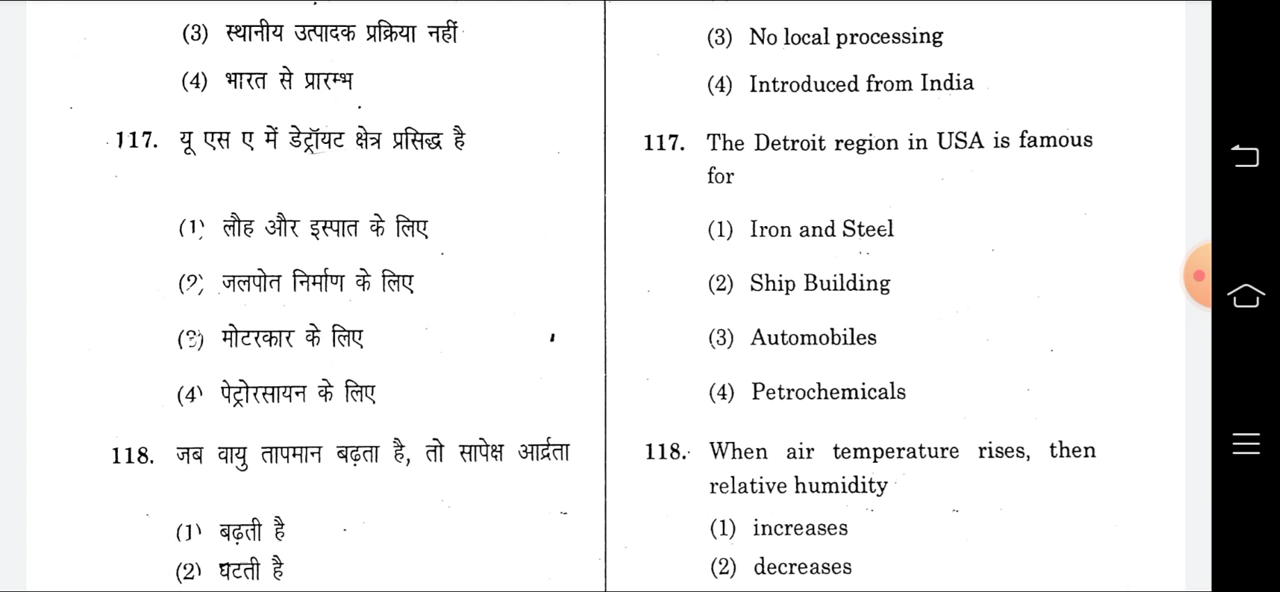 (3) स्थानीय उत्पादक प्रक्रिया नहीं
(4) भारत से प्रारम्भ
117. यू एस ए में डेट्रॉयट क्षेत्र प्रसिद्ध है
(1) लौह और इस्पात के लिए
(2) जलपोत निर्माण के लिए
(3) मोटरकार के लिए
(4) पेट्रोरसायन के लिए
118. जब वायु तापमान बढ़ता है, तो सापेक्ष आर्द्रता
(1) बढ़ती है
(2) घटती है
(3) No local processing
(4) Introduced from India
117. The Detroit region in USA is famous
for
(1) Iron and Steel
(2) Ship Building
(3) Automobiles
(4) Petrochemicals
118. When air temperature rises, then
relative humidity
(1) increases
(2) decreases